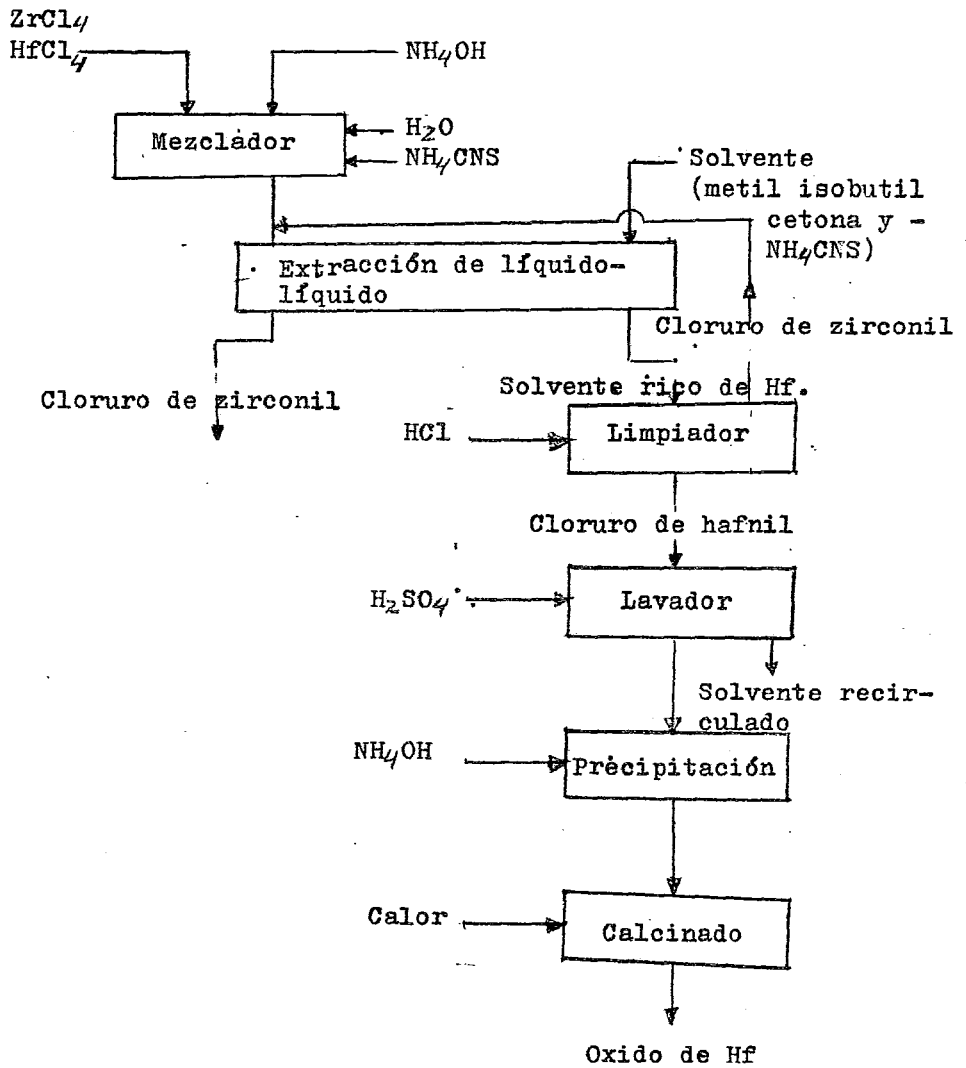 ZrCl4
HfCl4
NH4OH
Mezclador
H2O
NH4CNS
Solvente
(metil isobutil
cetona y -
NH4CNS)
Extracción de líquido-
líquido
Cloruro de zirconil
Cloruro de zirconil
Solvente rico de Hf.
HCl
Limpiador
Cloruro de hafnil
H2SO4
Lavador
Solvente recir-
culado
NH4OH
Precipitación
Calor
Calcinado
Oxido de Hf